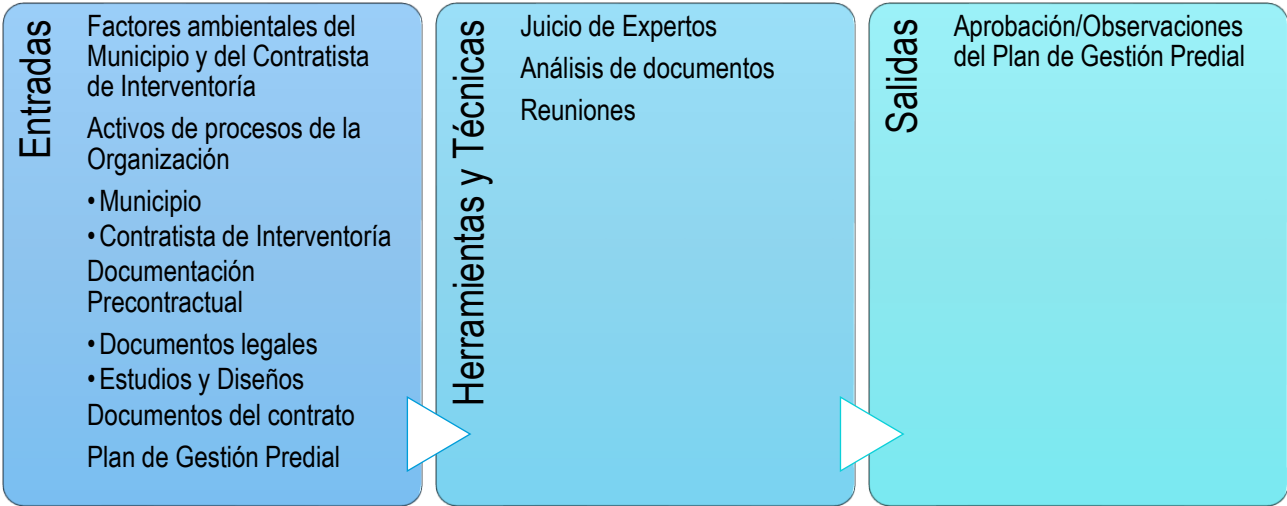 Entradas
Factores ambientales del
Municipio y del Contratista
de Interventoría
Activos de procesos de la
Organización
• Municipio
• Contratista de Interventoría
Documentación
Precontractual
• Documentos legales
• Estudios y Diseños
Documentos del contrato
Plan de Gestión Predial
Herramientas y Técnicas
Juicio de Expertos
Análisis de documentos
Reuniones
Salidas
Aprobación/Observaciones
del Plan de Gestión Predial